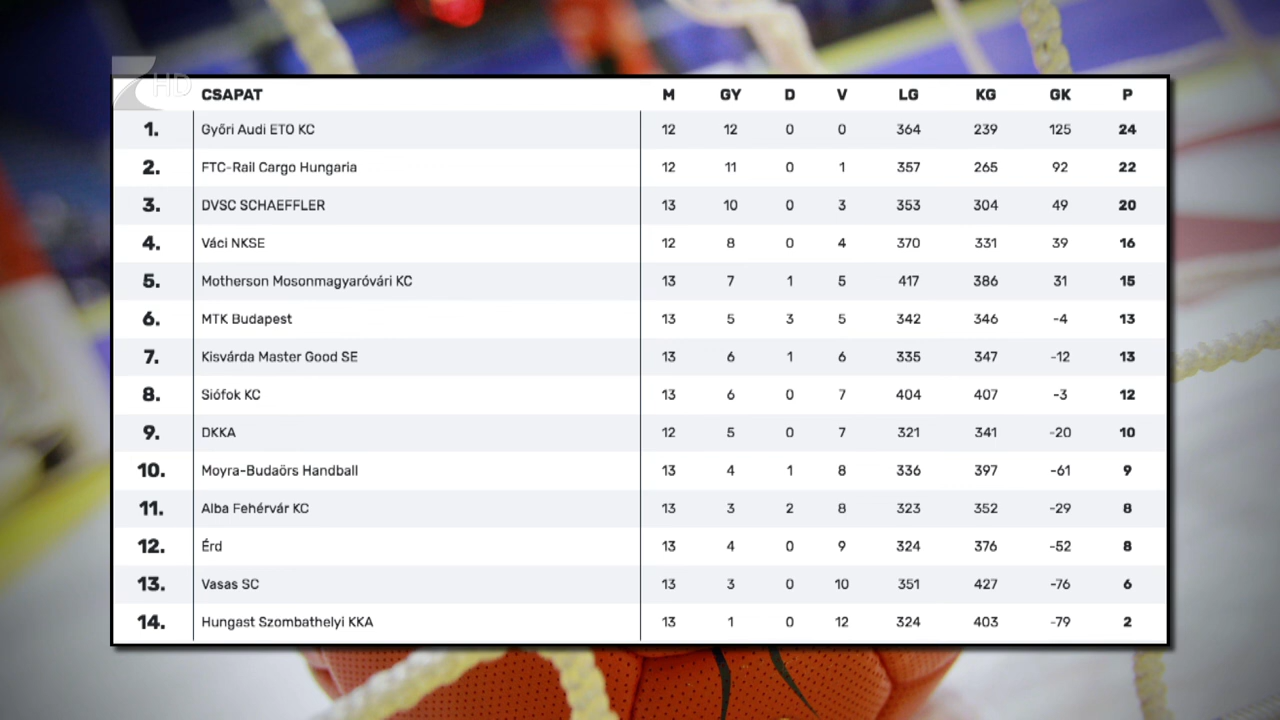 7 HD
CSAPAT M GY D V LG KG GK P
1. Győri Audi ETO KC 12 12 0 0 364 239 125 24
2. FTC-Rail Cargo Hungaria 12 11 0 1 357 265 92 22
3. DVSC SCHAEFFLER 13 10 0 3 353 304 49 20
4. Váci NKSE 12 8 0 4 370 331 39 16
5. Motherson Mosonmagyaróvári KC 13 7 1 5 417 386 31 15
6. MTK Budapest 13 5 3 5 342 346 -4 13
7. Kisvárda Master Good SE 13 6 1 6 335 347 -12 13
8. Siófok KC 13 6 0 7 404 407 -3 12
9. DKKA 12 5 0 7 321 341 -20 10
10. Moyra-Budaörs Handball 13 4 1 8 336 397 -61 9
11. Alba Fehérvár KC 13 3 2 8 323 352 -29 8
12. Érd 13 4 0 9 324 376 -52 8
13. Vasas SC 13 3 0 10 351 427 -76 6
14. Hungast Szombathelyi KKA 13 1 0 12 324 403 -79 2